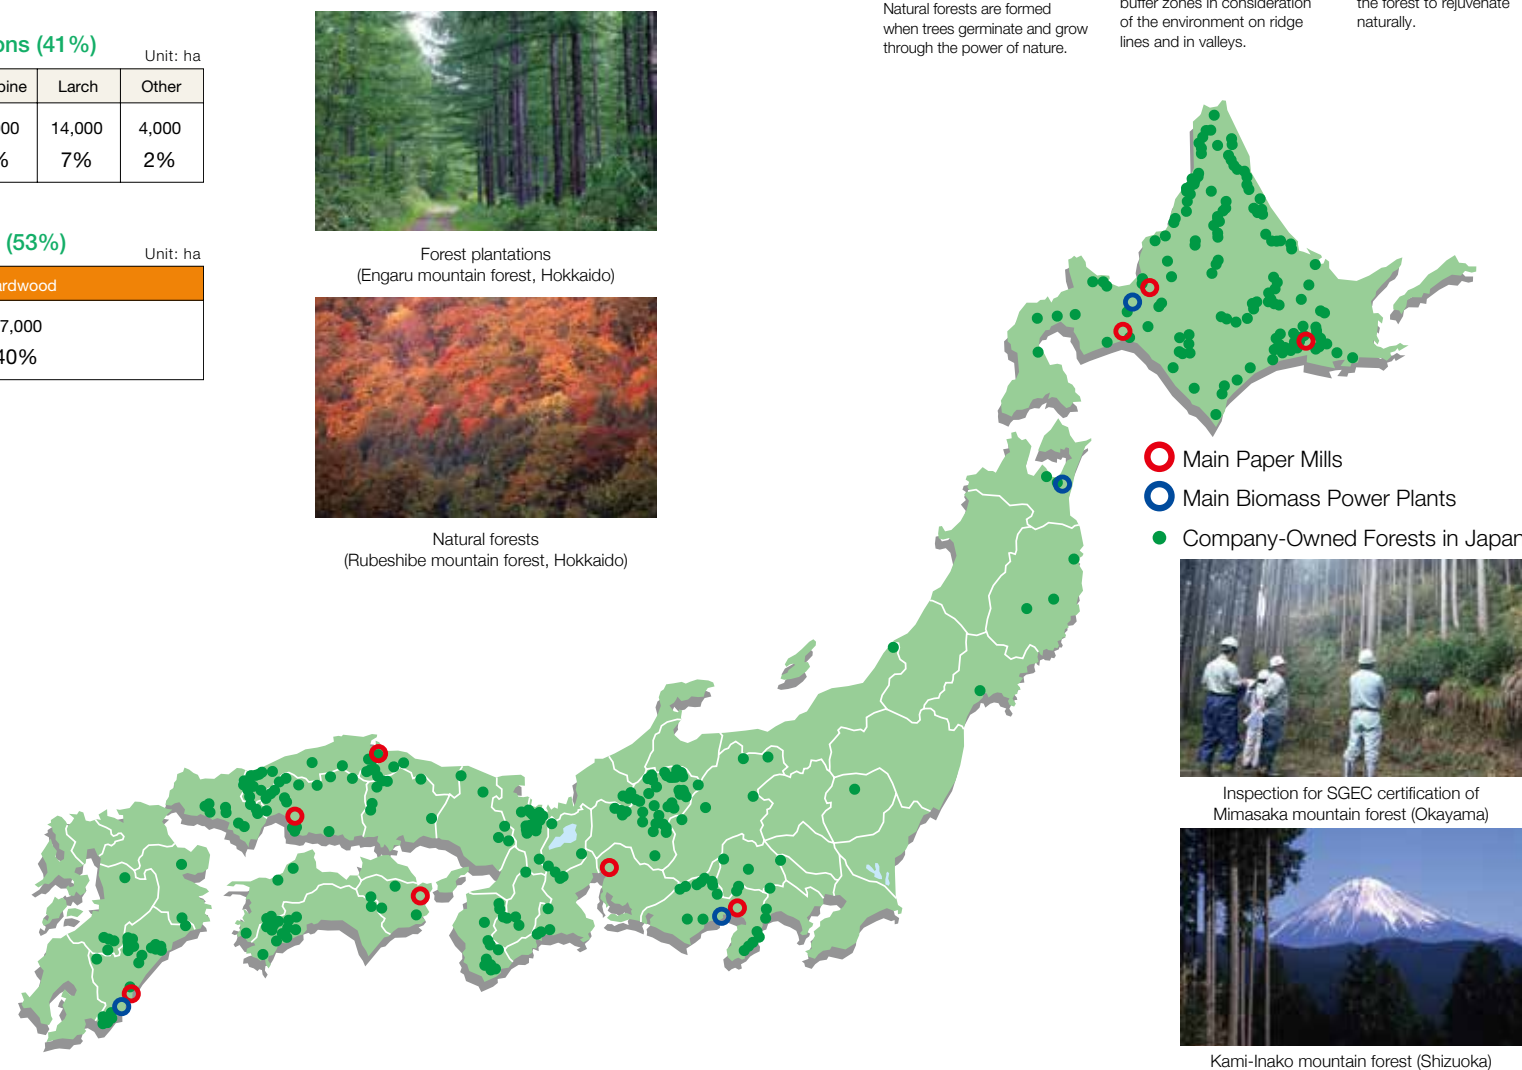 Natural forests are formed
when trees germinate and grow
through the power of nature.
buffer zones in consideration
of the environment on ridge
lines and in valleys.
the forest to rejuvenate
naturally.
ons (41%)
Unit: ha
pine Larch Other
00 14,000 4,000
% 7% 2%
(53%)
Unit: ha
ardwood
7,000
40%
Forest plantations
(Engaru mountain forest, Hokkaido)
Natural forests
(Rubeshibe mountain forest, Hokkaido)
Main Paper Mills
Main Biomass Power Plants
Company-Owned Forests in Japan
Inspection for SGEC certification of
Mimasaka mountain forest (Okayama)
Kami-Inako mountain forest (Shizuoka)